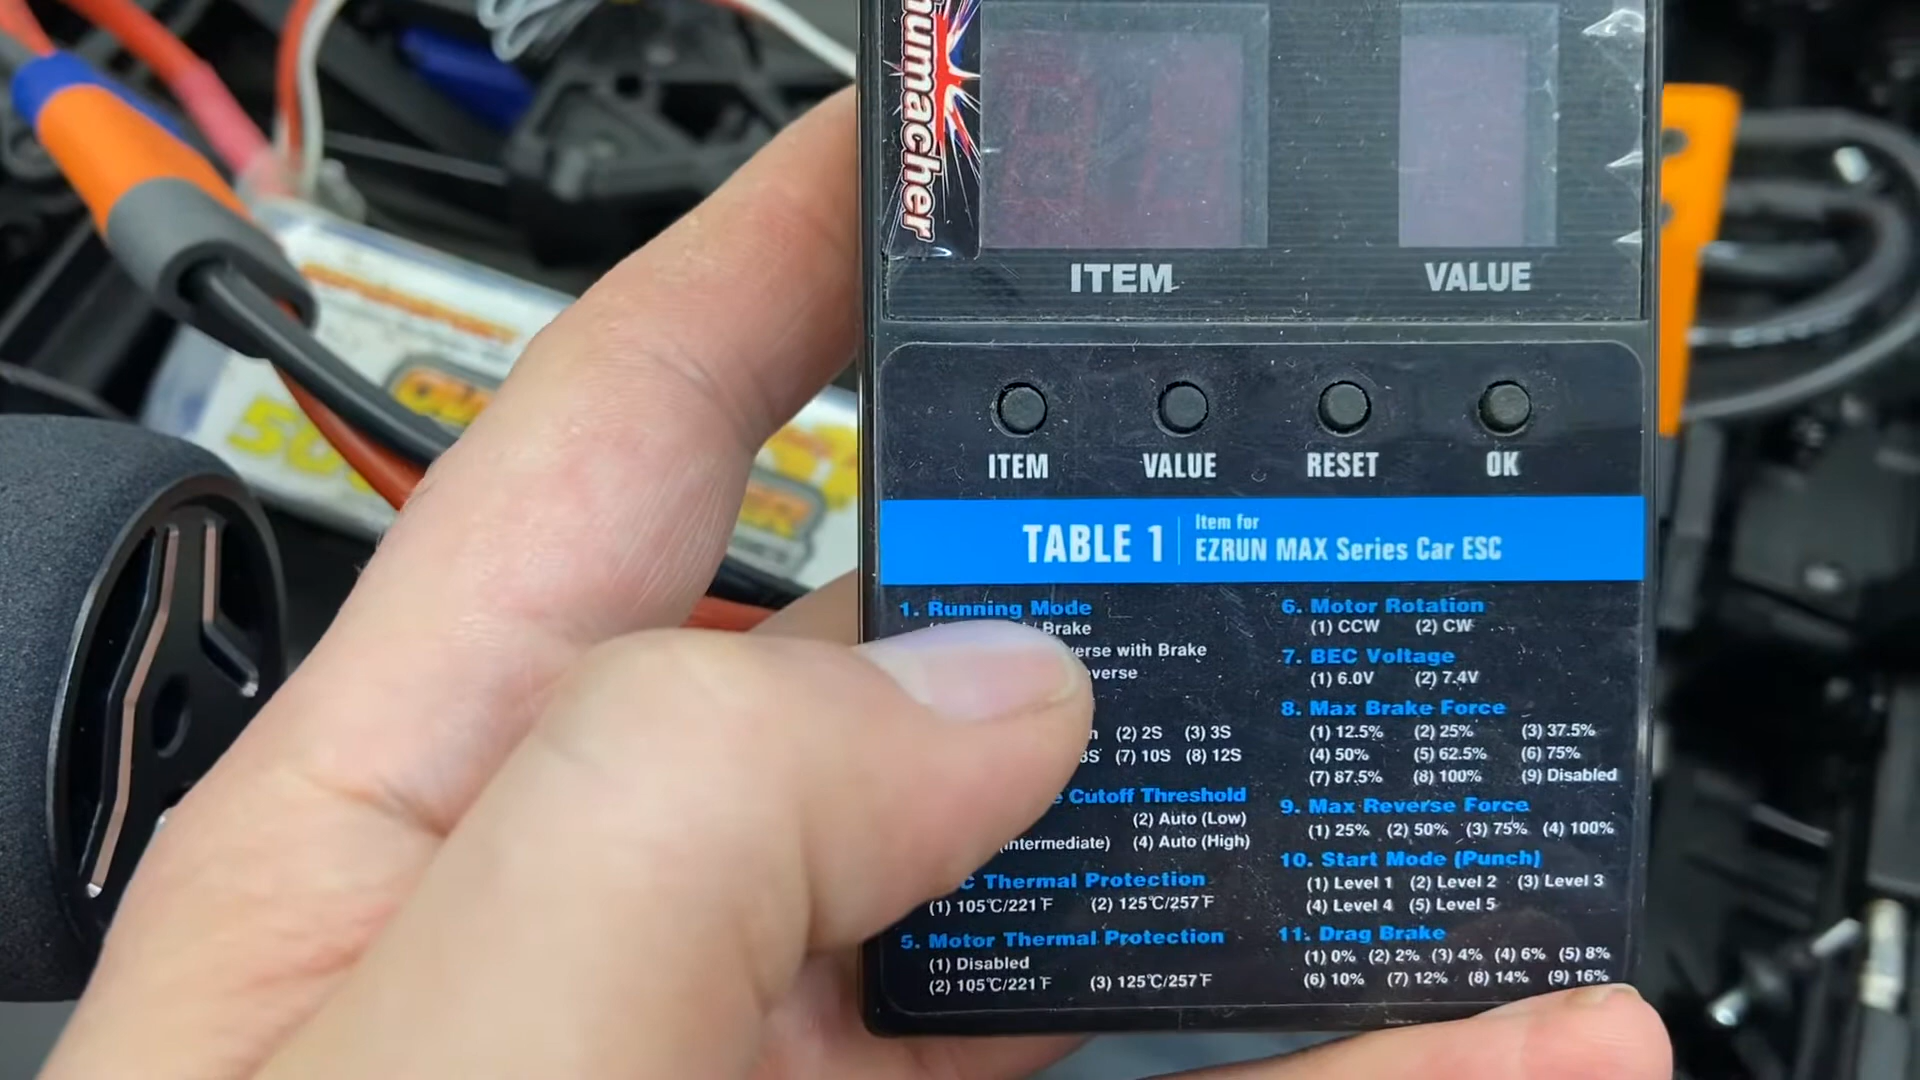 umacher
ITEM VALUE
ITEM VALUE RESET OK
TABLE 1
Item for
EZRUN MAX Series Car ESC
1. Running Mode
/ Brake
verse with Brake
verse
(2) 2S (3) 3S
(7) 10S (8) 12S
Cutoff Threshold
(2) Auto (Low)
(Intermediate) (4) Auto (High)
C Thermal Protection
(1) 105℃/221℉ (2) 125℃/257℉
5. Motor Thermal Protection
(1) Disabled
(2) 105℃/221℉ (3) 125℃/257℉
6. Motor Rotation
(1) CCW (2) CW
7. BEC Voltage
(1) 6.0V (2) 7.4V
8. Max Brake Force
(1) 12.5% (2) 25% (3) 37.5%
(4) 50% (5) 62.5% (6) 75%
(7) 87.5% (8) 100% (9) Disabled
9. Max Reverse Force
(1) 25% (2) 50% (3) 75% (4) 100%
10. Start Mode (Punch)
(1) Level 1 (2) Level 2 (3) Level 3
(4) Level 4 (5) Level 5
11. Drag Brake
(1) 0% (2) 2% (3) 4% (4) 6% (5) 8%
(6) 10% (7) 12% (8) 14% (9) 16%